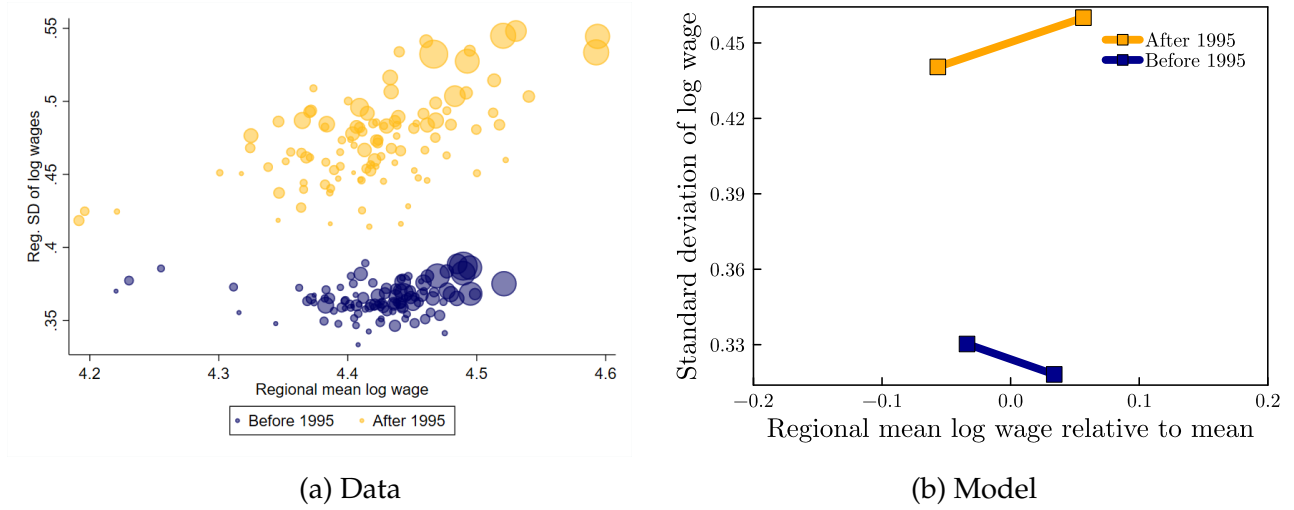 .55
.5
.45
.4
.35
Reg. SD of log wages
4.2 4.3 4.4 4.5 4.6
Regional mean log wage
Before 1995 After 1995
(a) Data
0.45
0.42
0.39
0.36
0.33
Standard deviation of log wage
After 1995
Before 1995
−0.2 −0.1 0.0 0.1 0.2
Regional mean log wage relative to mean
(b) Model